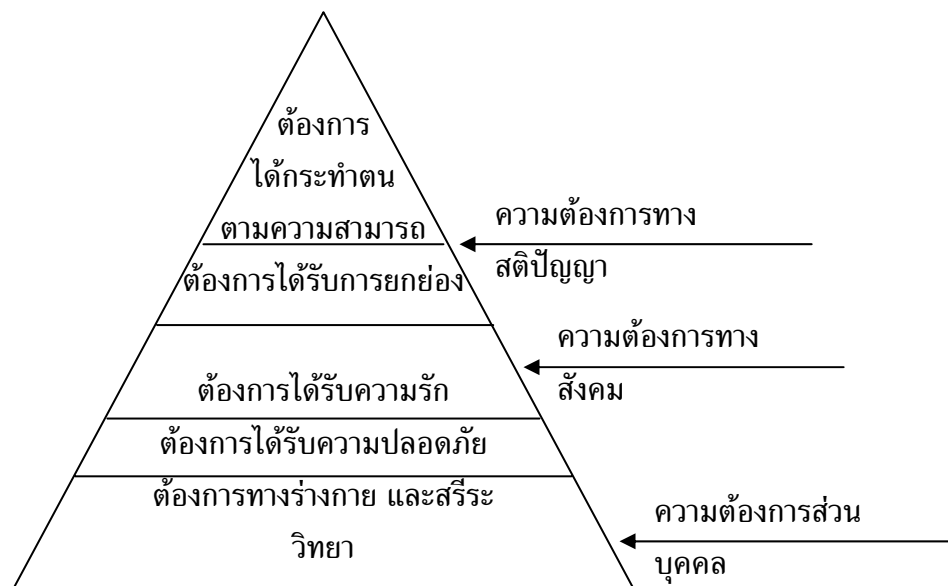 ต้องการ
ได้กระทำตน
ตามความสามารถ
ความต้องการทาง
สติปัญญา
ต้องการได้รับการยกย่อง
ความต้องการทาง
สังคม
ต้องการได้รับความรัก
ต้องการได้รับความปลอดภัย
ต้องการทางร่างกาย และสรีระ
วิทยา
ความต้องการส่วน
บุคคล